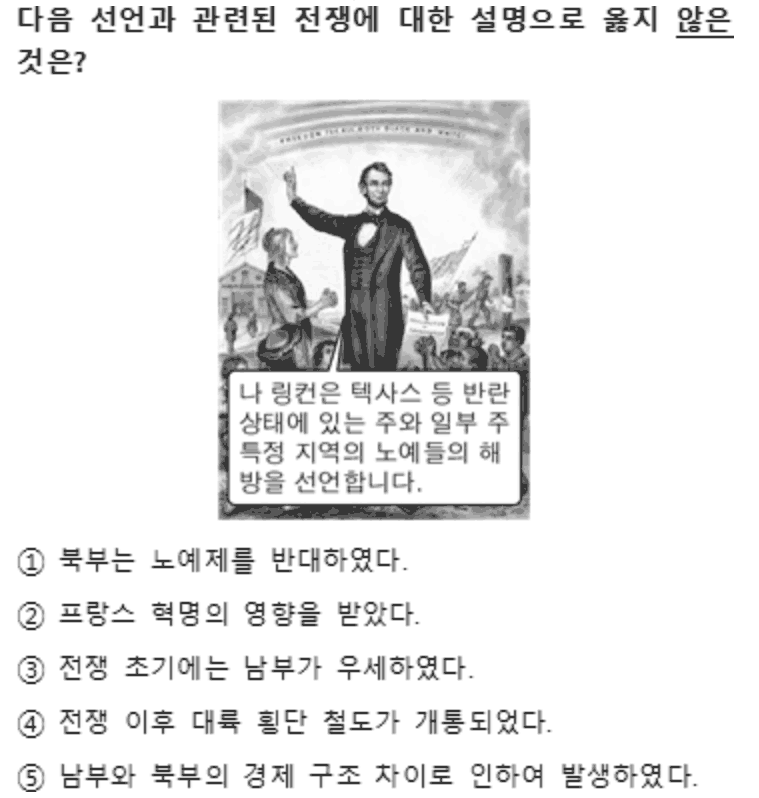 다음 선언과 관련된 전쟁에 대한 설명으로 옳지 않은
것은?
나 링컨은 텍사스 등 반란
상태에 있는 주와 일부 주
특정 지역의 노예들의 해
방을 선언합니다.
① 북부는 노예제를 반대하였다.
② 프랑스 혁명의 영향을 받았다.
③ 전쟁 초기에는 남부가 우세하였다.
④ 전쟁 이후 대륙 횡단 철도가 개통되었다.
⑤ 남부와 북부의 경제 구조 차이로 인하여 발생하였다.